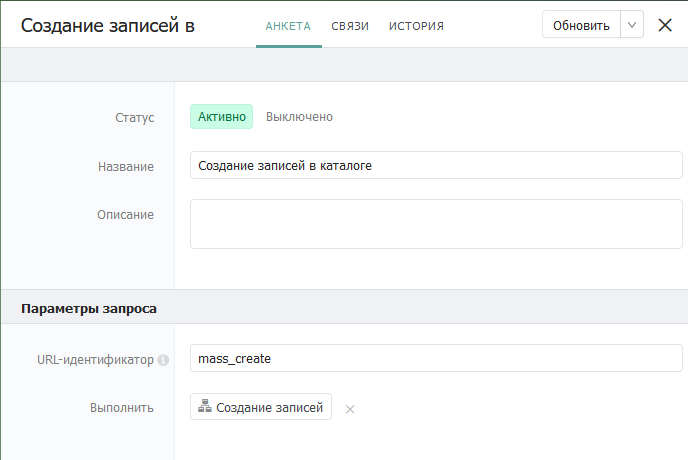 Создание записей в АНКЕТА СВЯЗИ ИСТОРИЯ Обновить
Статус Активно Выключено
Название Создание записей в каталоге
Описание
Параметры запроса
URL-идентификатор mass_create
Выполнить Создание записей